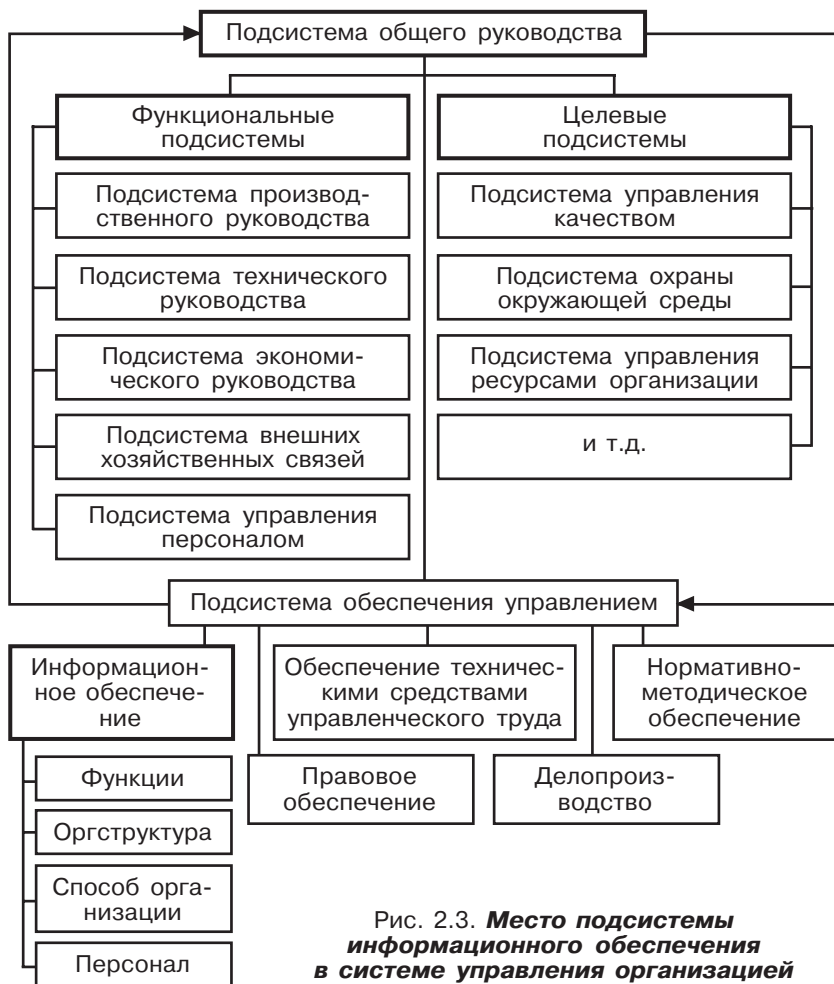 Подсистема общего руководства
Функциональные
подсистемы
Подсистема производ-
ственного руководства
Подсистема технического
руководства
Подсистема экономи-
ческого руководства
Подсистема внешних
хозяйственных связей
Подсистема управления
персоналом
Целевые
подсистемы
Подсистема управления
качеством
Подсистема охраны
окружающей среды
Подсистема управления
ресурсами организации
и т.д.
Подсистема обеспечения управлением
Информацион-
ное обеспече-
ние
Обеспечение техничес-
кими средствами
управленческого труда
Нормативно-
методическое
обеспечение
Правовое
обеспечение
Делопроиз-
водство
Функции
Оргструктура
Способ орга-
низации
Персонал
Рис. 2.3. Место подсистемы
информационного обеспечения
в системе управления организацией